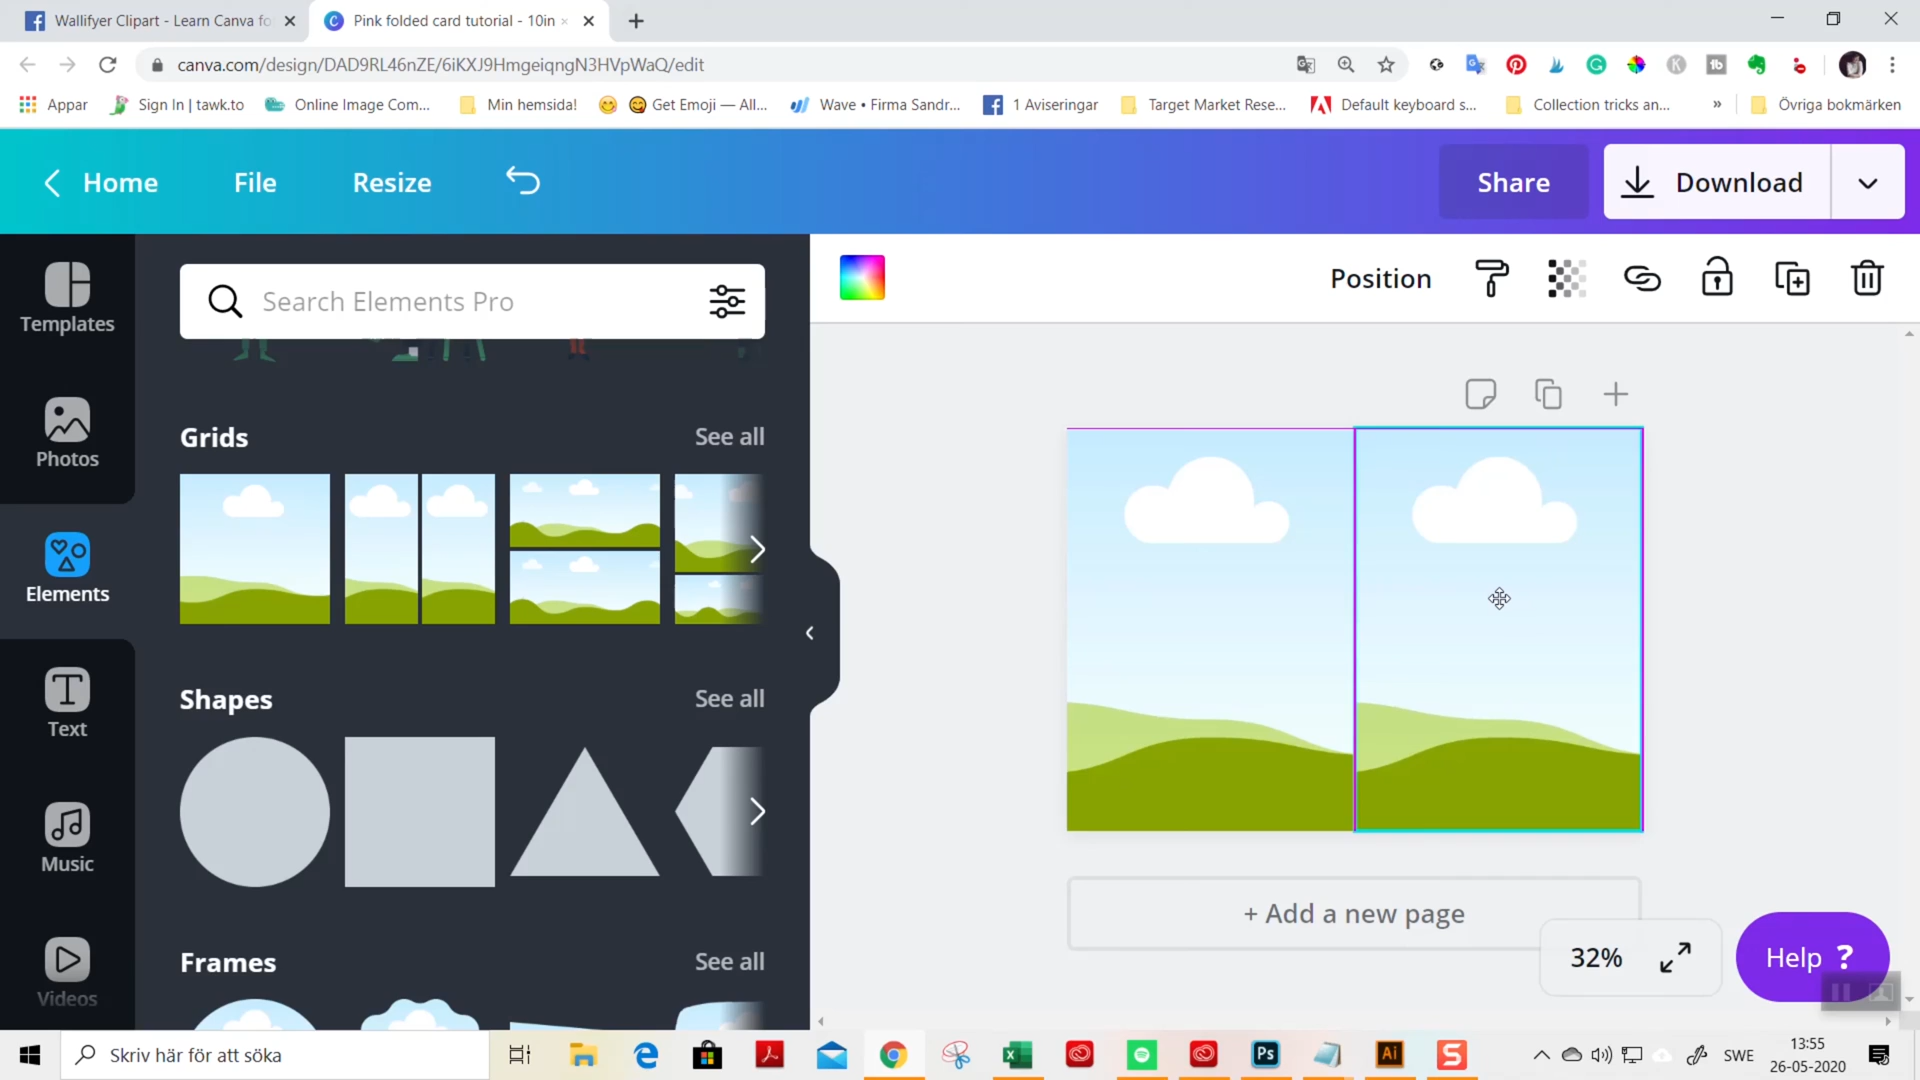 Wallifyer Clipart - Learn Canva fo
Pink folded card tutorial - 10in
canva.com/design/DAD9RL46nZE/6iKXJ9HmgeiqngN3HVpWaQ/edit
Appar
Sign In | tawk.to
Online Image Com...
Min hemsida!
Get Emoji — All...
Wave • Firma Sandr...
1 Aviseringar
Target Market Rese...
Default keyboard s...
Collection tricks an...
»
Övriga bokmärken
Home
File
Resize
Share
Download
Templates
Photos
Elements
Text
Music
Videos
Search Elements Pro
Grids
See all
Shapes
See all
Frames
See all
Position
+ Add a new page
32%
Help ?
Skriv här för att söka
Ps
Ai
SWE
13:55
26-05-2020